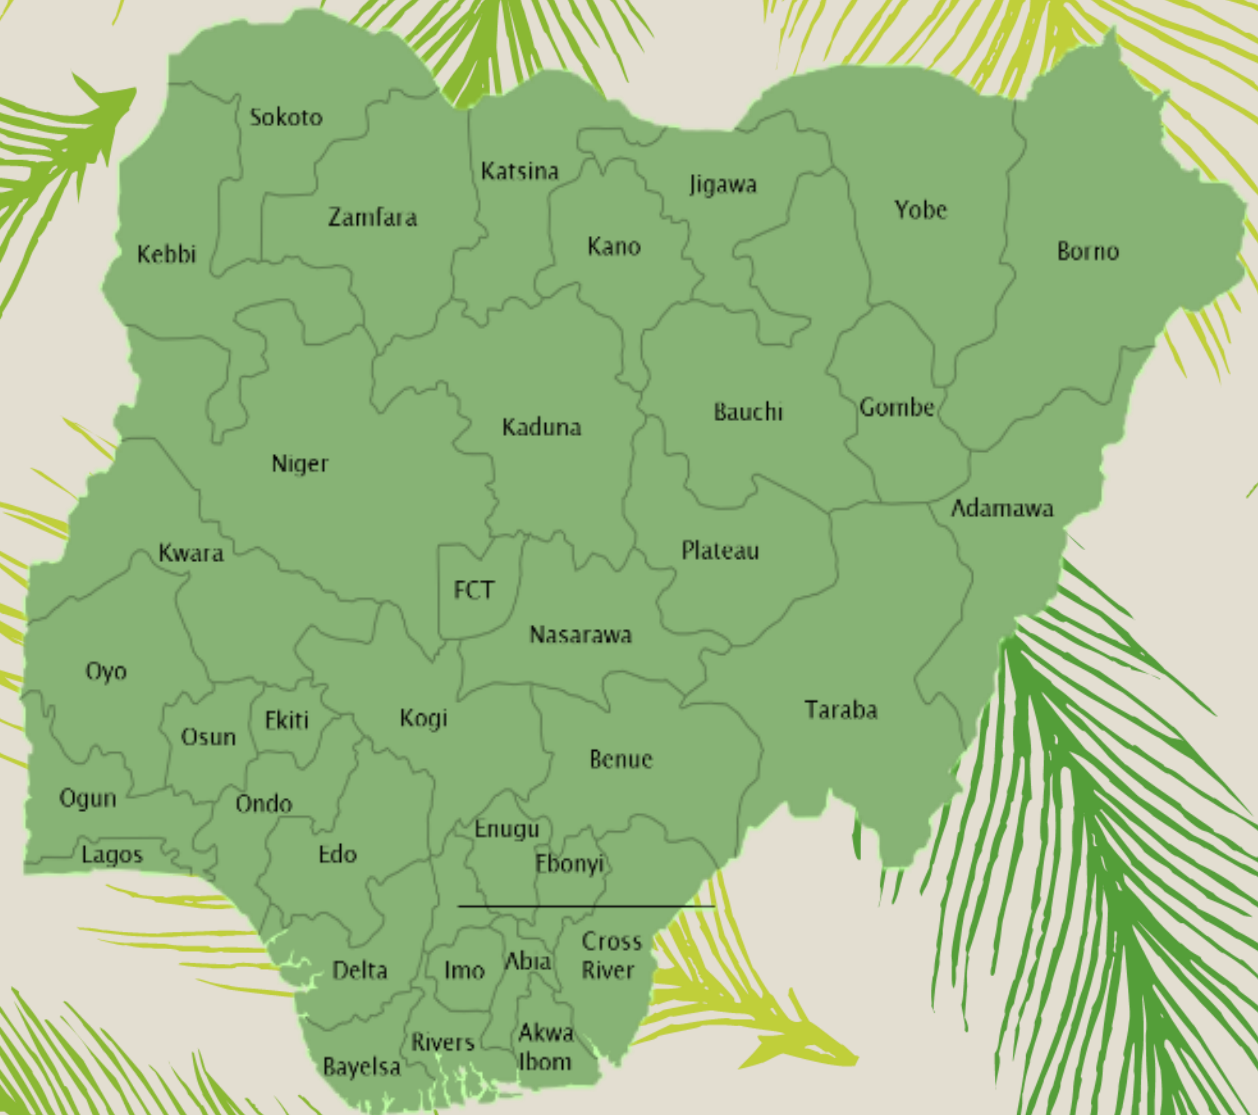 Sokoto
Katsina
Jigawa
Zamfara
Yobe
Kano
Borno
Kebbi
Gombe
Bauchi
Kaduna
Niger
Adamawa
Plateau
Kwara
FCT
Nasarawa
Oyo
Taraba
Kogi
Ekiti
Osun
Benue
Ogun
Ondo
Enugu
Lagos
Edo
Ebonyi
Cross
River
Abia
Delta
Imo
Akwa
Ibom
Rivers
Bayelsa